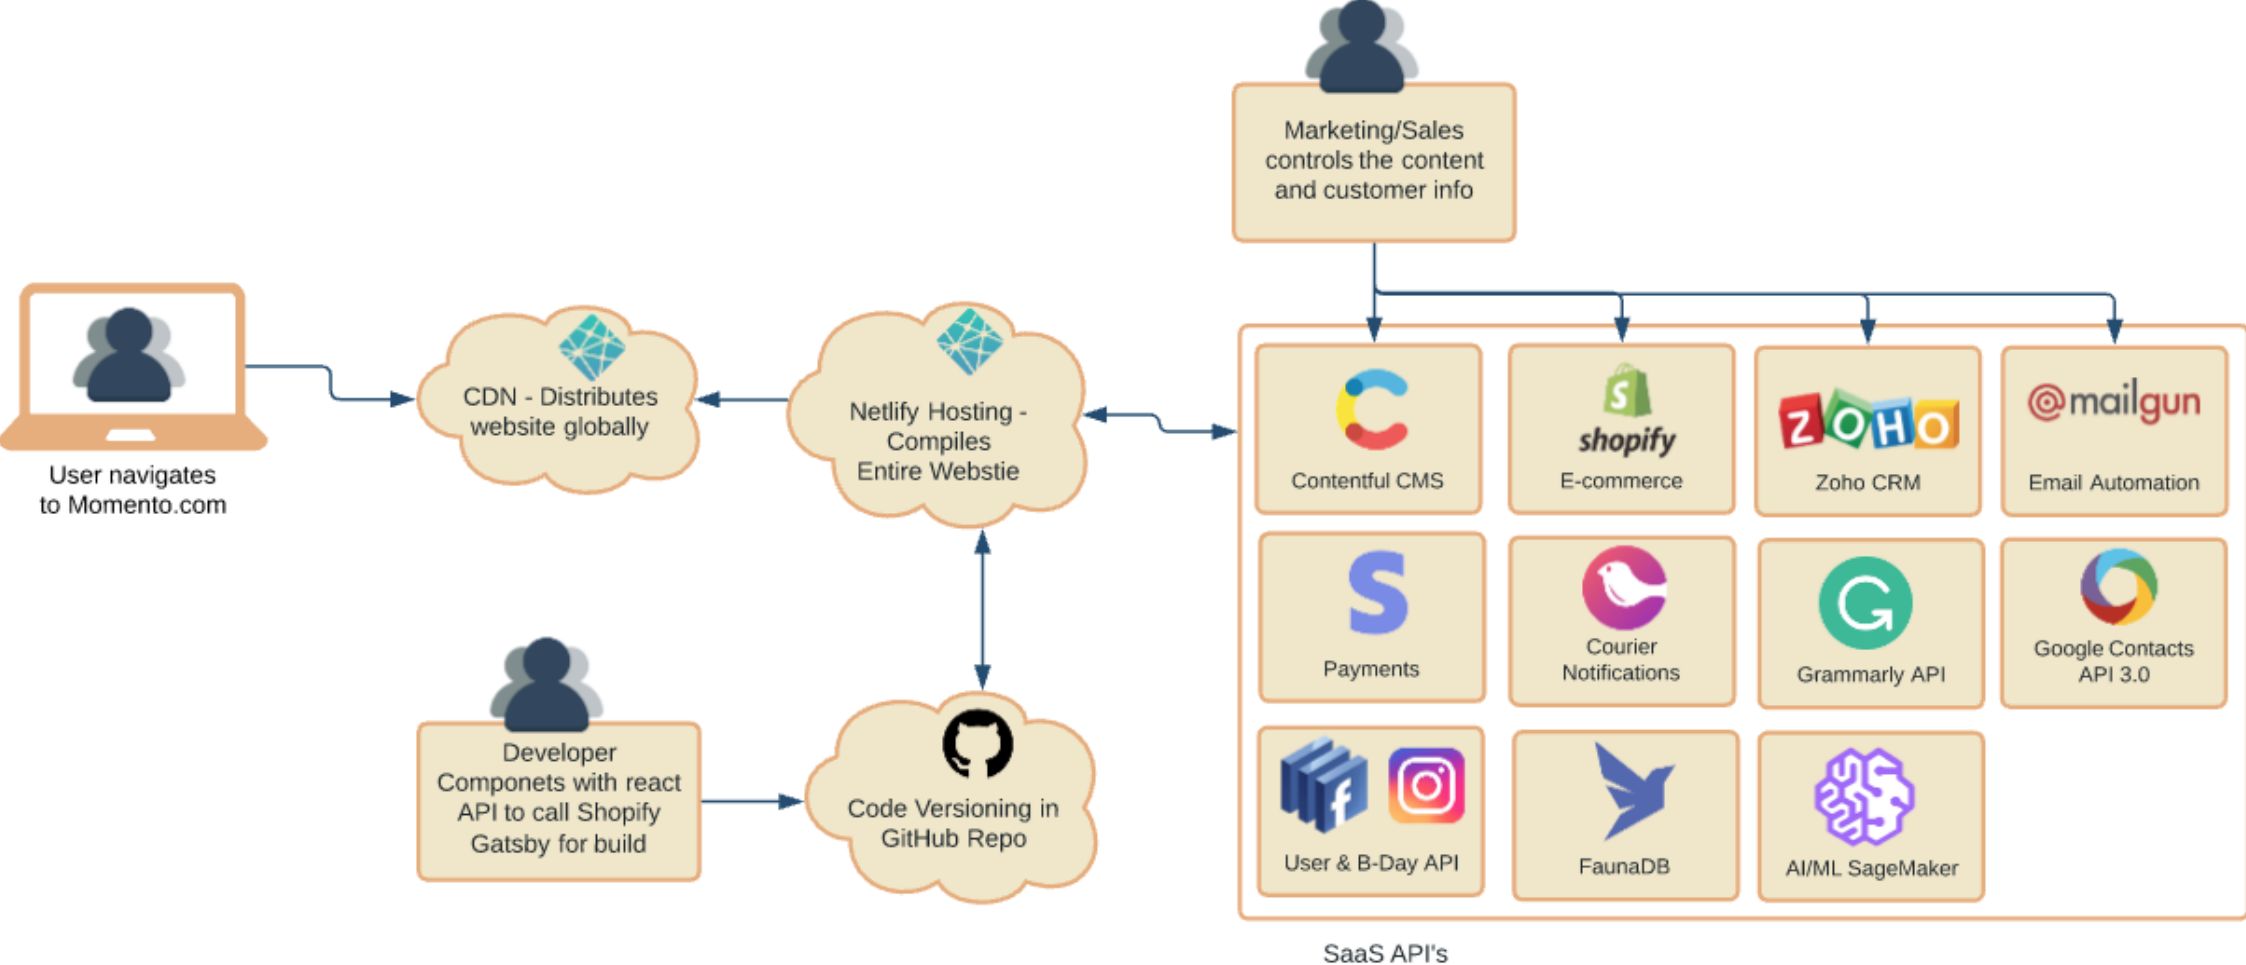 Marketing/Sales
controls the content
and customer info
User navigates
to Momento.com
CDN - Distributes
website globally
Netlify Hosting -
Compiles
Entire Webstie
Developer
Componets with react
API to call Shopify
Gatsby for build
Code Versioning in
GitHub Repo
Contentful CMS
shopify
E-commerce
ZOHO
Zoho CRM
@mailgun
Email Automation
Payments
Courier
Notifications
Grammarly API
Google Contacts
API 3.0
User & B-Day API
FaunaDB
AI/ML SageMaker
SaaS API's